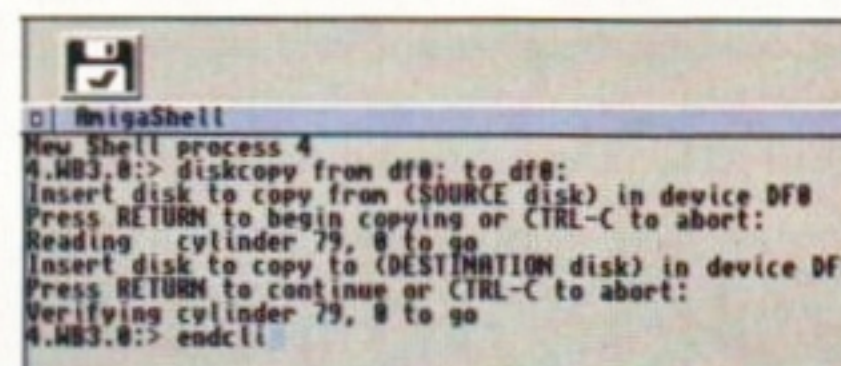 AmigaShell
New Shell process 4
4.WB3.0:> diskcopy from df0: to df0:
Insert disk to copy from (SOURCE disk) in device DF0
Press RETURN to begin copying or CTRL-C to abort:
Reading   cylinder 79, 0 to go
Insert disk to copy to (DESTINATION disk) in device DF
Press RETURN to continue or CTRL-C to abort:
Verifying cylinder 79, 0 to go
4.WB3.0:> endcli